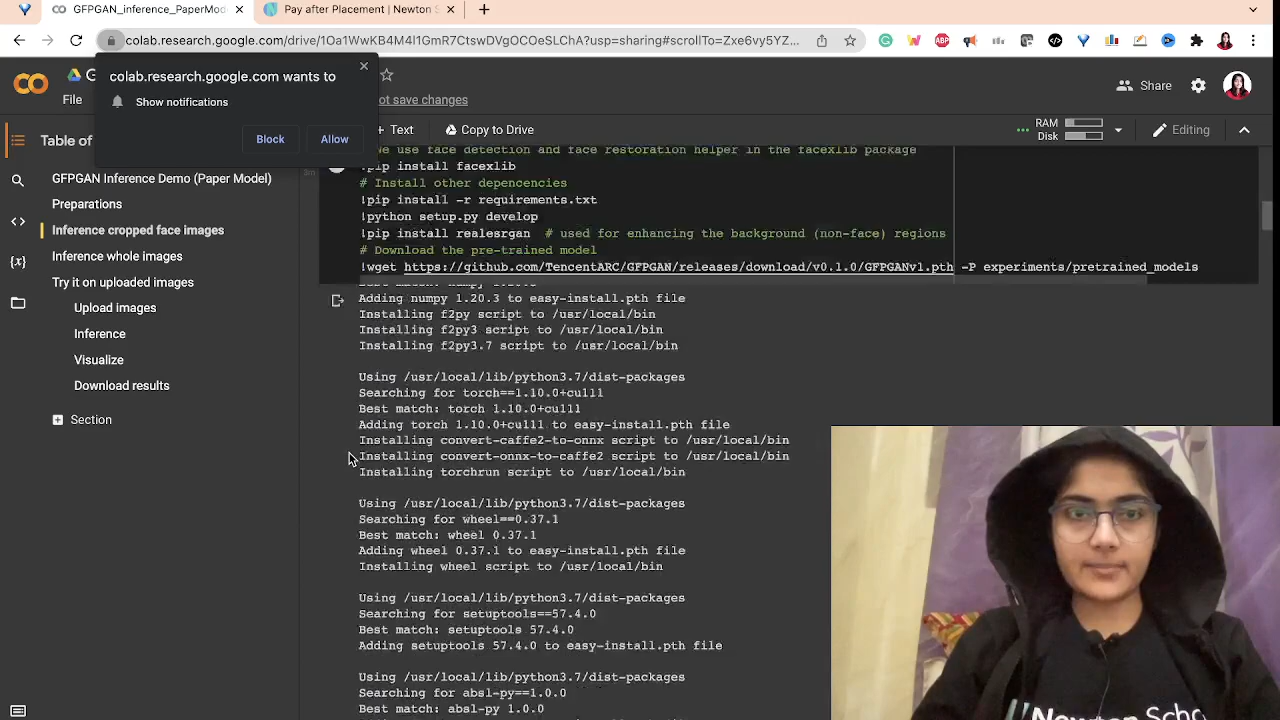 GFPGAN_inference_PaperMod
Pay after Placement | Newton S
colab.research.google.com/drive/1Oa1WwKB4M4l1GmR7CtswDVgOCOeSLChA?usp=sharing#scrollTo=Zxe6vy5YZ...
colab.research.google.com wants to
Show notifications
Block
Allow
File
not save changes
Share
+ Text
Copy to Drive
RAM
Disk
Editing
Table of
GFPGAN Inference Demo (Paper Model)
Preparations
Inference cropped face images
Inference whole images
Try it on uploaded images
Upload images
Inference
Visualize
Download results
Section
we use face detection and face restoration helper in the facexlib package
!pip install facexlib
# Install other depencencies
!pip install -r requirements.txt
!python setup.py develop
!pip install realesrgan # used for enhancing the background (non-face) regions
# Download the pre-trained model
!wget https://github.com/TencentARC/GFPGAN/releases/download/v0.1.0/GFPGANv1.pth -P experiments/pretrained_models
Adding numpy 1.20.3 to easy-install.pth file
Installing f2py script to /usr/local/bin
Installing f2py3 script to /usr/local/bin
Installing f2py3.7 script to /usr/local/bin
Using /usr/local/lib/python3.7/dist-packages
Searching for torch==1.10.0+cu111
Best match: torch 1.10.0+cu111
Adding torch 1.10.0+cu111 to easy-install.pth file
Installing convert-caffe2-to-onnx script to /usr/local/bin
Installing convert-onnx-to-caffe2 script to /usr/local/bin
Installing torchrun script to /usr/local/bin
Using /usr/local/lib/python3.7/dist-packages
Searching for wheel==0.37.1
Best match: wheel 0.37.1
Adding wheel 0.37.1 to easy-install.pth file
Installing wheel script to /usr/local/bin
Using /usr/local/lib/python3.7/dist-packages
Searching for setuptools==57.4.0
Best match: setuptools 57.4.0
Adding setuptools 57.4.0 to easy-install.pth file
Using /usr/local/lib/python3.7/dist-packages
Searching for absl-py==1.0.0
Best match: absl-py 1.0.0
Newton Scho